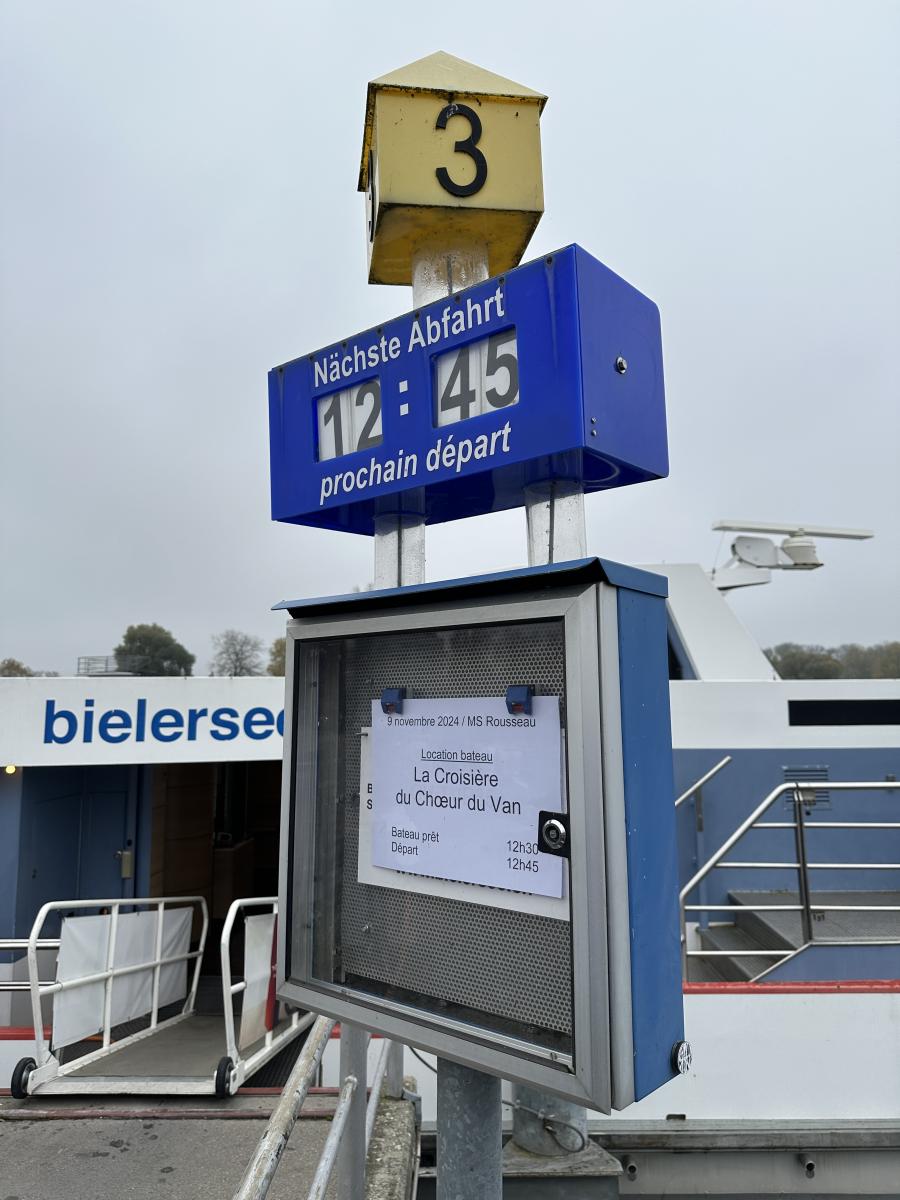 3
Nächste Abfahrt
12:45
prochain départ
bielersee
9 novembre 2024 / MS Rousseau
Location bateau
La Croisière
du Chœur du Van
Bateau prêt 12h30
Départ 12h45